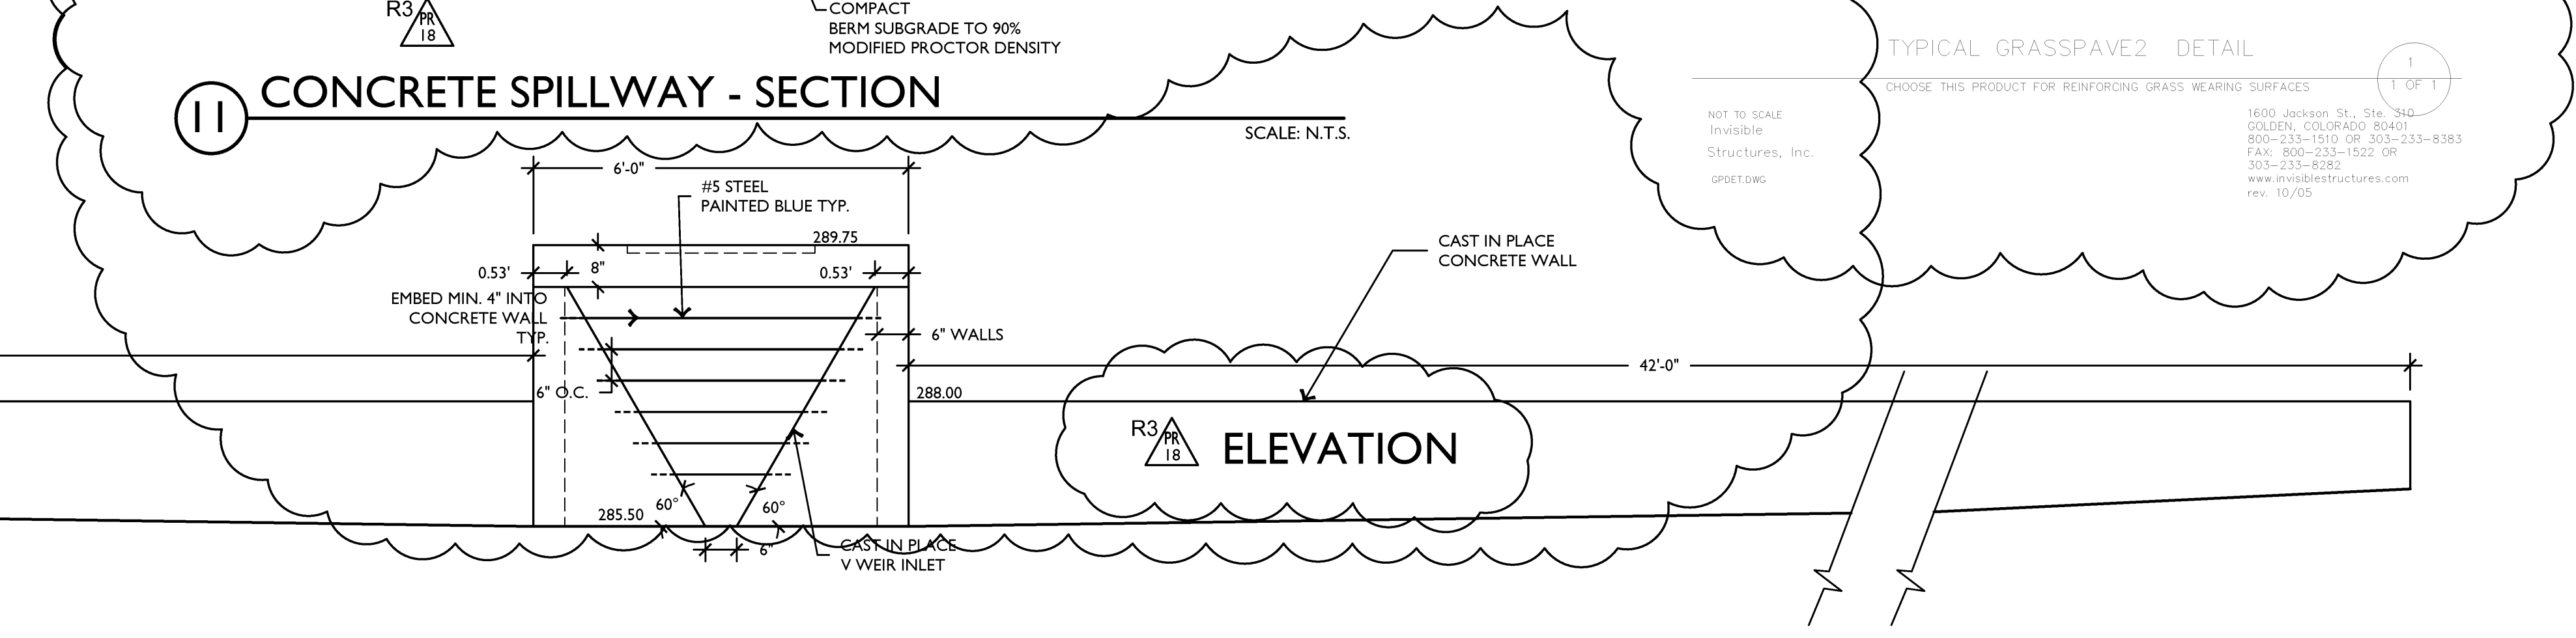 R3
PR
18
COMPACT
BERM SUBGRADE TO 90%
MODIFIED PROCTOR DENSITY
11
CONCRETE SPILLWAY - SECTION
SCALE: N.T.S.
TYPICAL GRASSPAVE2 DETAIL
1
1 OF 1
CHOOSE THIS PRODUCT FOR REINFORCING GRASS WEARING SURFACES
NOT TO SCALE
Invisible
Structures, Inc.
GPDET.DWG
1600 Jackson St., Ste. 310
GOLDEN, COLORADO 80401
800-233-1510 OR 303-233-8383
FAX: 800-233-1522 OR
303-233-8282
www.invisiblestructures.com
rev. 10/05
6'-0"
#5 STEEL
PAINTED BLUE TYP.
289.75
0.53'
8"
0.53'
EMBED MIN. 4" INTO
CONCRETE WALL
TYP.
6" WALLS
CAST IN PLACE
CONCRETE WALL
42'-0"
6" O.C.
288.00
R3
PR
18
ELEVATION
60°
60°
285.50
6"
CAST IN PLACE
V WEIR INLET